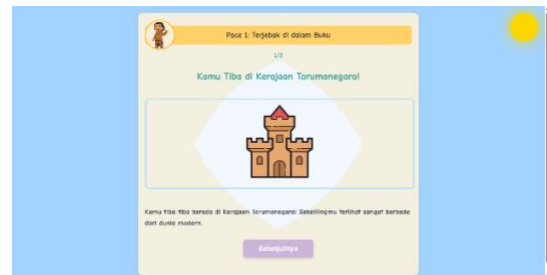 Pace 1: Terjebak di dalam Buku
1/3
Kamu Tiba di Kerajaan Tarumanegara!
Kamu tiba tiba berada di Kerajaan Tarumanegara! Sekelilingmu terlihat sangat berbeda
dari dunia modern.
Selanjutnya